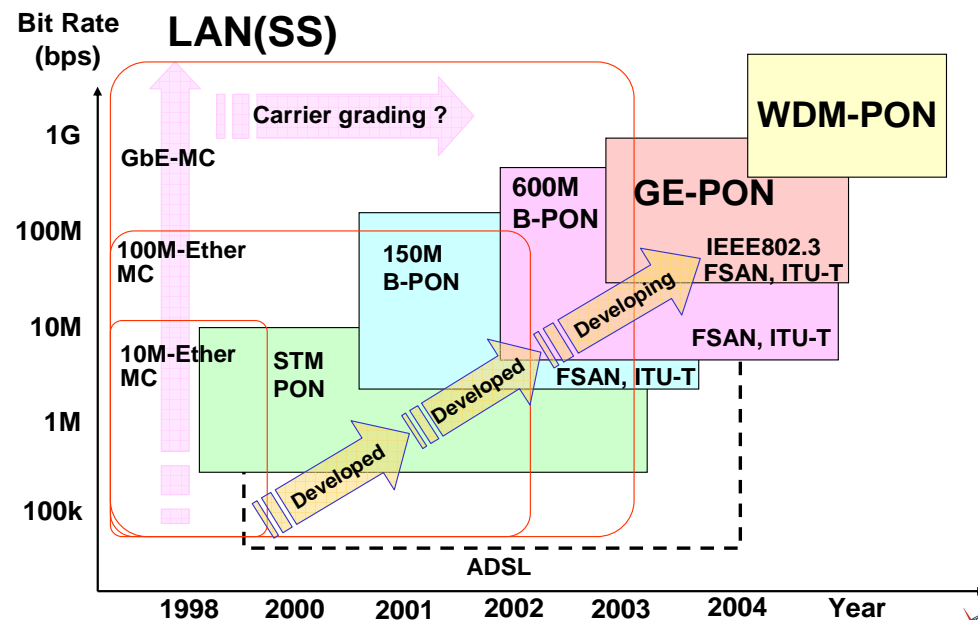 Bit Rate
(bps)
LAN(SS)
Carrier grading ?
WDM-PON
1G
GbE-MC
600M
B-PON
GE-PON
100M
100M-Ether
MC
150M
B-PON
IEEE802.3
FSAN, ITU-T
Developing
10M
10M-Ether
MC
STM
PON
FSAN, ITU-T
Developed
FSAN, ITU-T
1M
Developed
100k
ADSL
1998 2000 2001 2002 2003 2004 Year